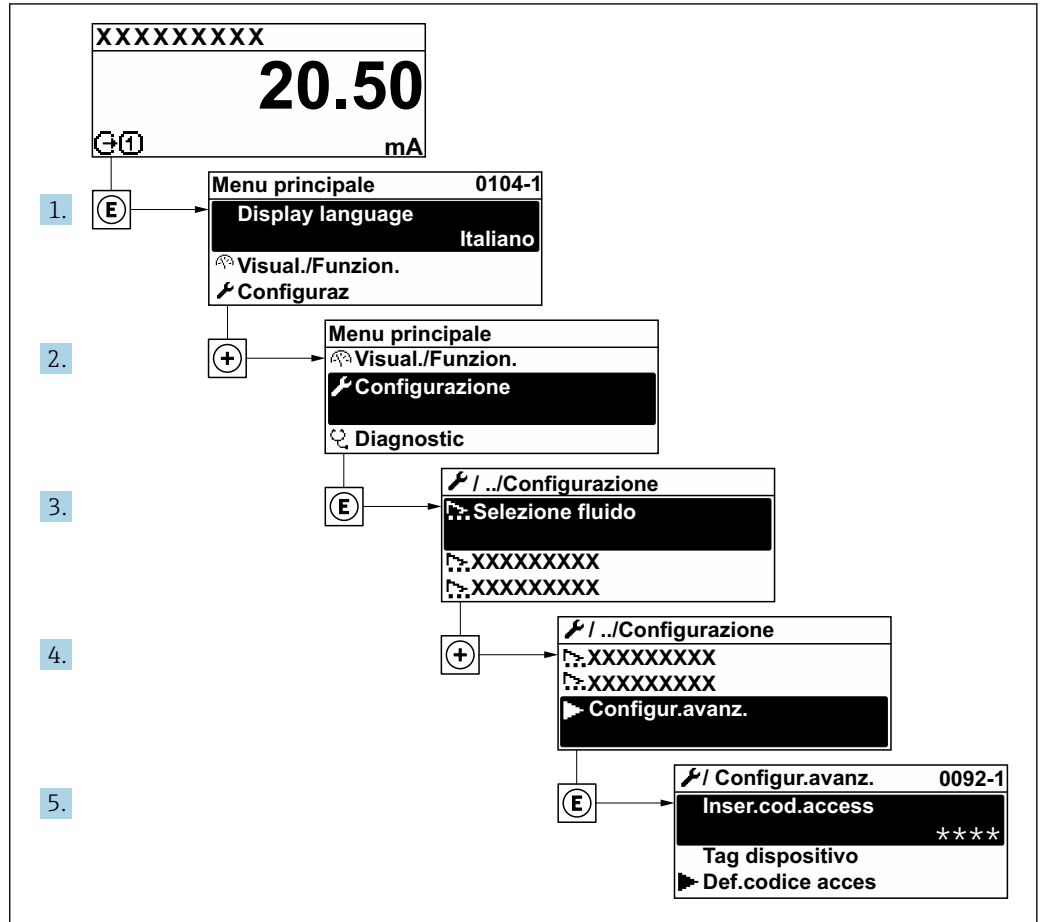 XXXXXXXXX
20.50
mA
1.
E
Menu principale 0104-1
Display language
Italiano
Visual./Funzion.
Configuraz
2.
+
Menu principale
Visual./Funzion.
Configurazione
Diagnostic
3.
E
/ ../Configurazione
Selezione fluido
XXXXXXXXX
XXXXXXXXX
4.
+
/ ../Configurazione
XXXXXXXXX
XXXXXXXXX
Configur.avanz.
5.
E
/ Configur.avanz. 0092-1
Inser.cod.access
****
Tag dispositivo
Def.codice acces